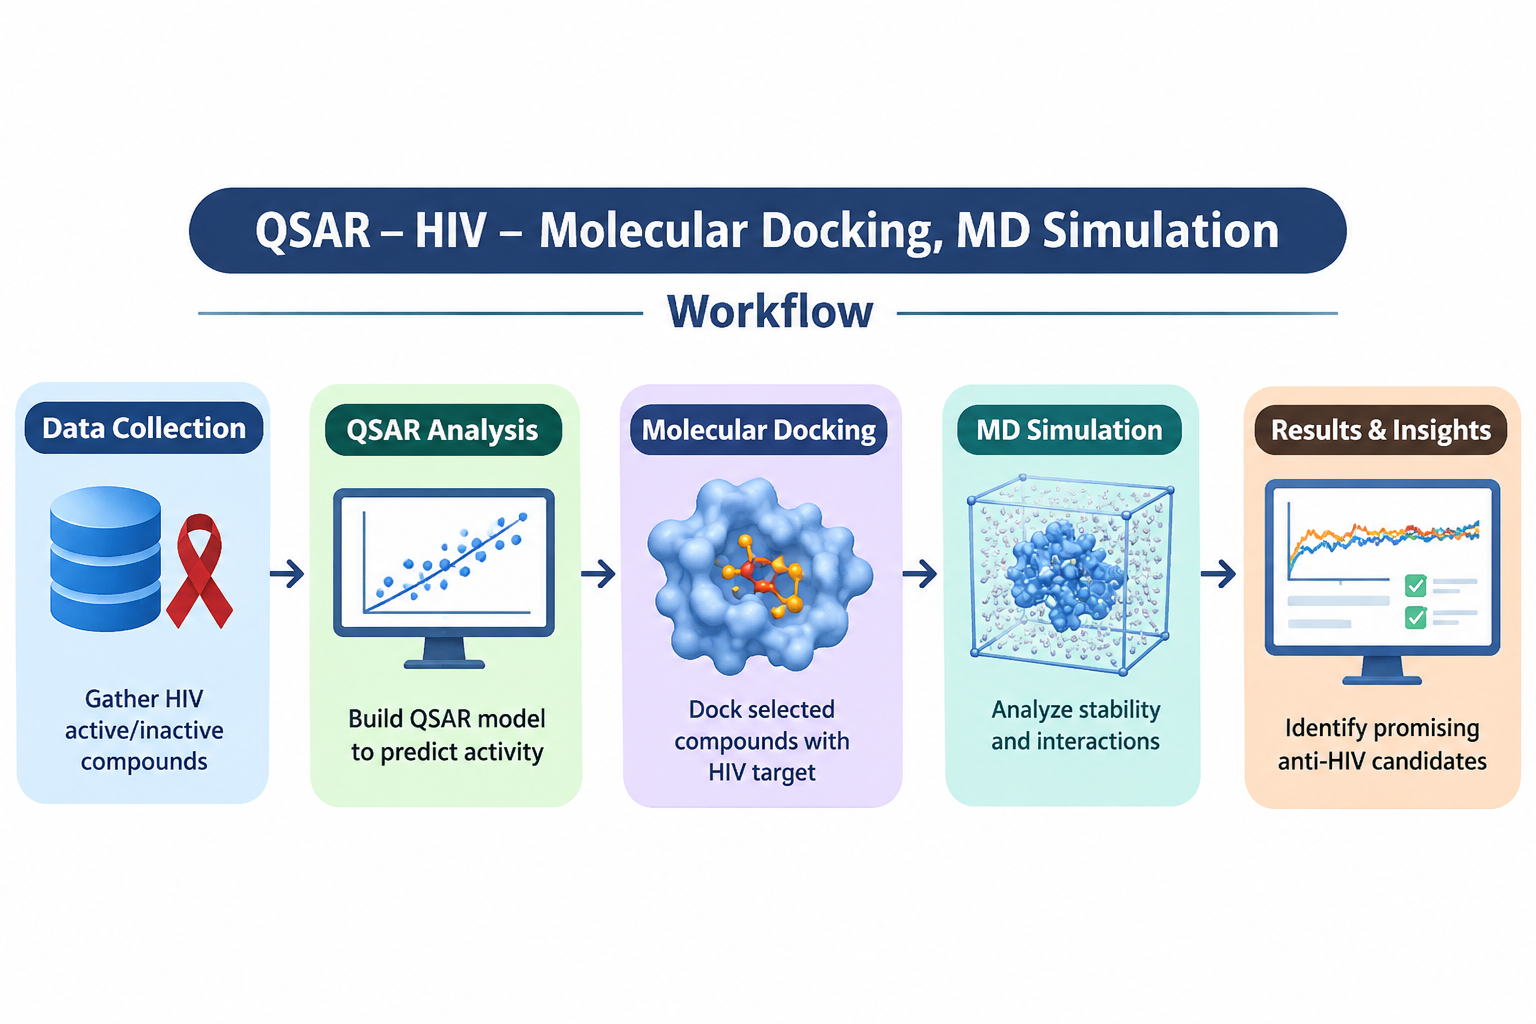 QSAR – HIV – Molecular Docking, MD Simulation
Workflow
Data Collection
Gather HIV
active/inactive
compounds
QSAR Analysis
Build QSAR model
to predict activity
Molecular Docking
Dock selected
compounds with
HIV target
MD Simulation
Analyze stability
and interactions
Results & Insights
Identify promising
anti-HIV candidates